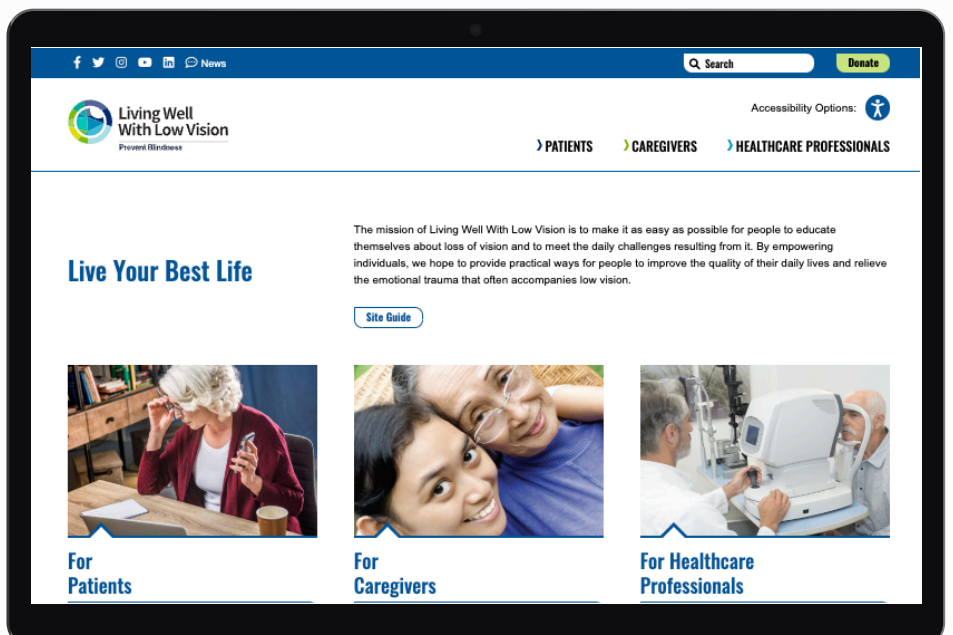 News
Search
Donate
Living Well
With Low Vision
Prevent Blindness
Accessibility Options:
PATIENTS
CAREGIVERS
HEALTHCARE PROFESSIONALS
Live Your Best Life
The mission of Living Well With Low Vision is to make it as easy as possible for people to educate
themselves about loss of vision and to meet the daily challenges resulting from it. By empowering
individuals, we hope to provide practical ways for people to improve the quality of their daily lives and relieve
the emotional trauma that often accompanies low vision.
Site Guide
For
Patients
For
Caregivers
For Healthcare
Professionals